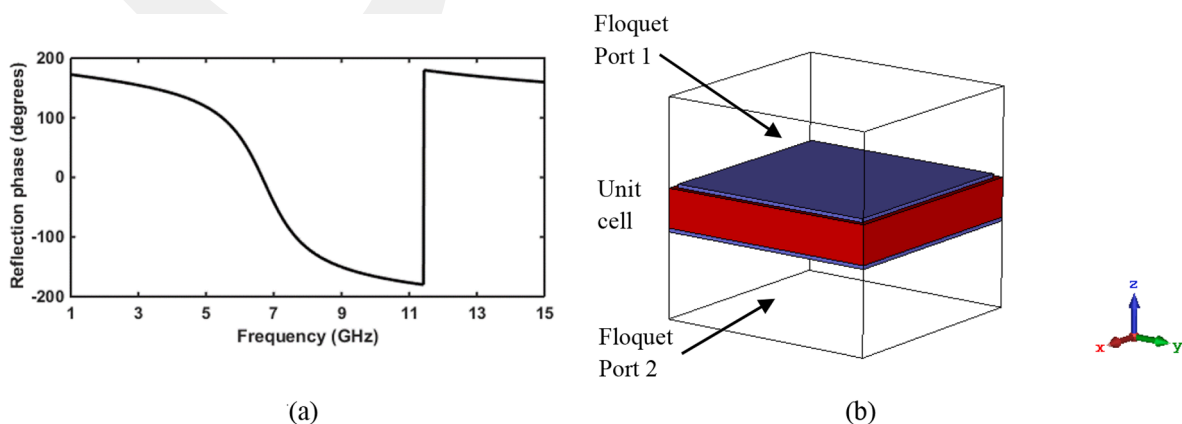 200
100
0
-100
-200
Reflection phase (degrees)
1 3 5 7 9 11 13 15
Frequency (GHz)
(a)
Floquet
Port 1
Unit
cell
Floquet
Port 2
z
x
y
(b)